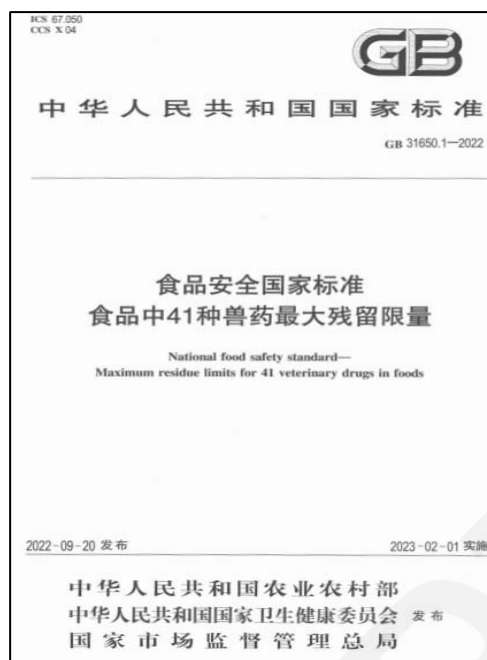 ICS 67.050
CCS X 04
GB
中华人民共和国国家标准
GB 31650.1—2022
食品安全国家标准
食品中41种兽药最大残留限量
National food safety standard—
Maximum residue limits for 41 veterinary drugs in foods
2022-09-20 发布
2023-02-01 实施
中华人民共和国农业农村部
中华人民共和国国家卫生健康委员会 发布
国家市场监督管理总局